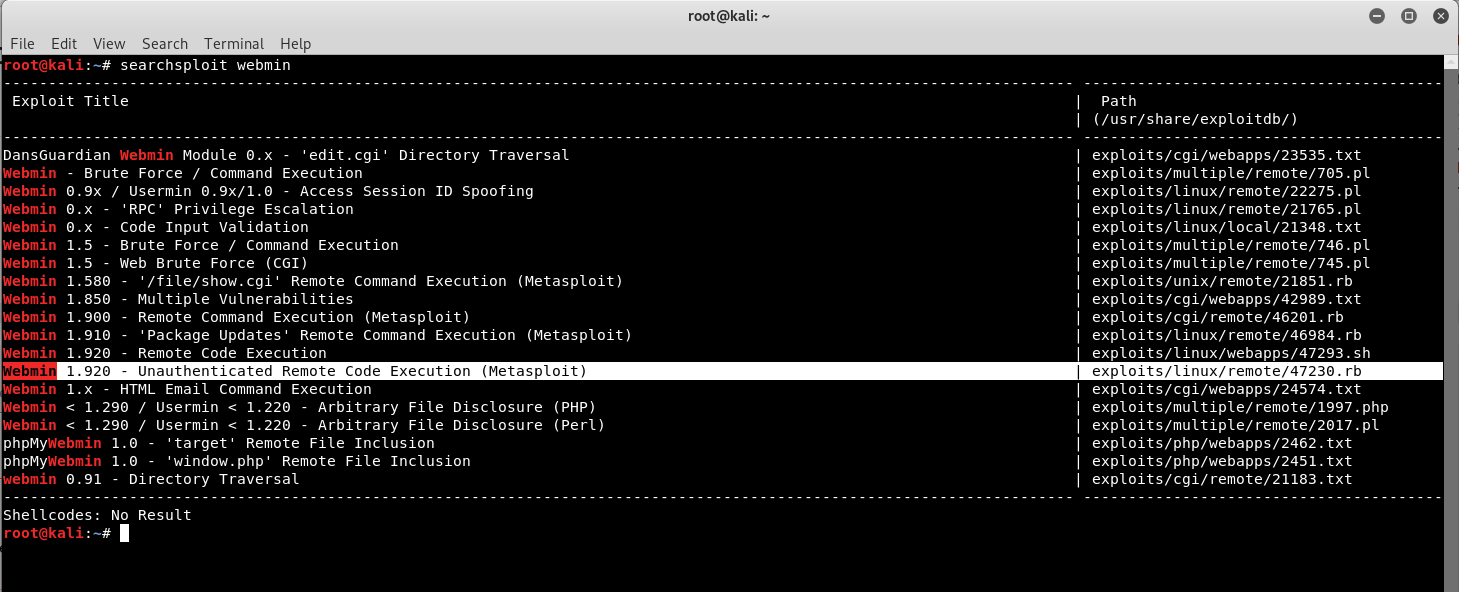 root@kali: ~
File Edit View Search Terminal Help
root@kali:~# searchsploit webmin
----------------------------------------------------------------------------------------------------------------------- ----------------------------------------
Exploit Title | Path
| (/usr/share/exploitdb/)
----------------------------------------------------------------------------------------------------------------------- ----------------------------------------
DansGuardian Webmin Module 0.x - 'edit.cgi' Directory Traversal | exploits/cgi/webapps/23535.txt
Webmin - Brute Force / Command Execution | exploits/multiple/remote/705.pl
Webmin 0.9x / Usermin 0.9x/1.0 - Access Session ID Spoofing | exploits/linux/remote/22275.pl
Webmin 0.x - 'RPC' Privilege Escalation | exploits/linux/remote/21765.pl
Webmin 0.x - Code Input Validation | exploits/linux/local/21348.txt
Webmin 1.5 - Brute Force / Command Execution | exploits/multiple/remote/746.pl
Webmin 1.5 - Web Brute Force (CGI) | exploits/multiple/remote/745.pl
Webmin 1.580 - '/file/show.cgi' Remote Command Execution (Metasploit) | exploits/unix/remote/21851.rb
Webmin 1.850 - Multiple Vulnerabilities | exploits/cgi/webapps/42989.txt
Webmin 1.900 - Remote Command Execution (Metasploit) | exploits/cgi/remote/46201.rb
Webmin 1.910 - 'Package Updates' Remote Command Execution (Metasploit) | exploits/linux/remote/46984.rb
Webmin 1.920 - Remote Code Execution | exploits/linux/webapps/47293.sh
Webmin 1.920 - Unauthenticated Remote Code Execution (Metasploit) | exploits/linux/remote/47230.rb
Webmin 1.x - HTML Email Command Execution | exploits/cgi/webapps/24574.txt
Webmin < 1.290 / Usermin < 1.220 - Arbitrary File Disclosure (PHP) | exploits/multiple/remote/1997.php
Webmin < 1.290 / Usermin < 1.220 - Arbitrary File Disclosure (Perl) | exploits/multiple/remote/2017.pl
phpMyWebmin 1.0 - 'target' Remote File Inclusion | exploits/php/webapps/2462.txt
phpMyWebmin 1.0 - 'window.php' Remote File Inclusion | exploits/php/webapps/2451.txt
webmin 0.91 - Directory Traversal | exploits/cgi/remote/21183.txt
----------------------------------------------------------------------------------------------------------------------- ----------------------------------------
Shellcodes: No Result
root@kali:~#